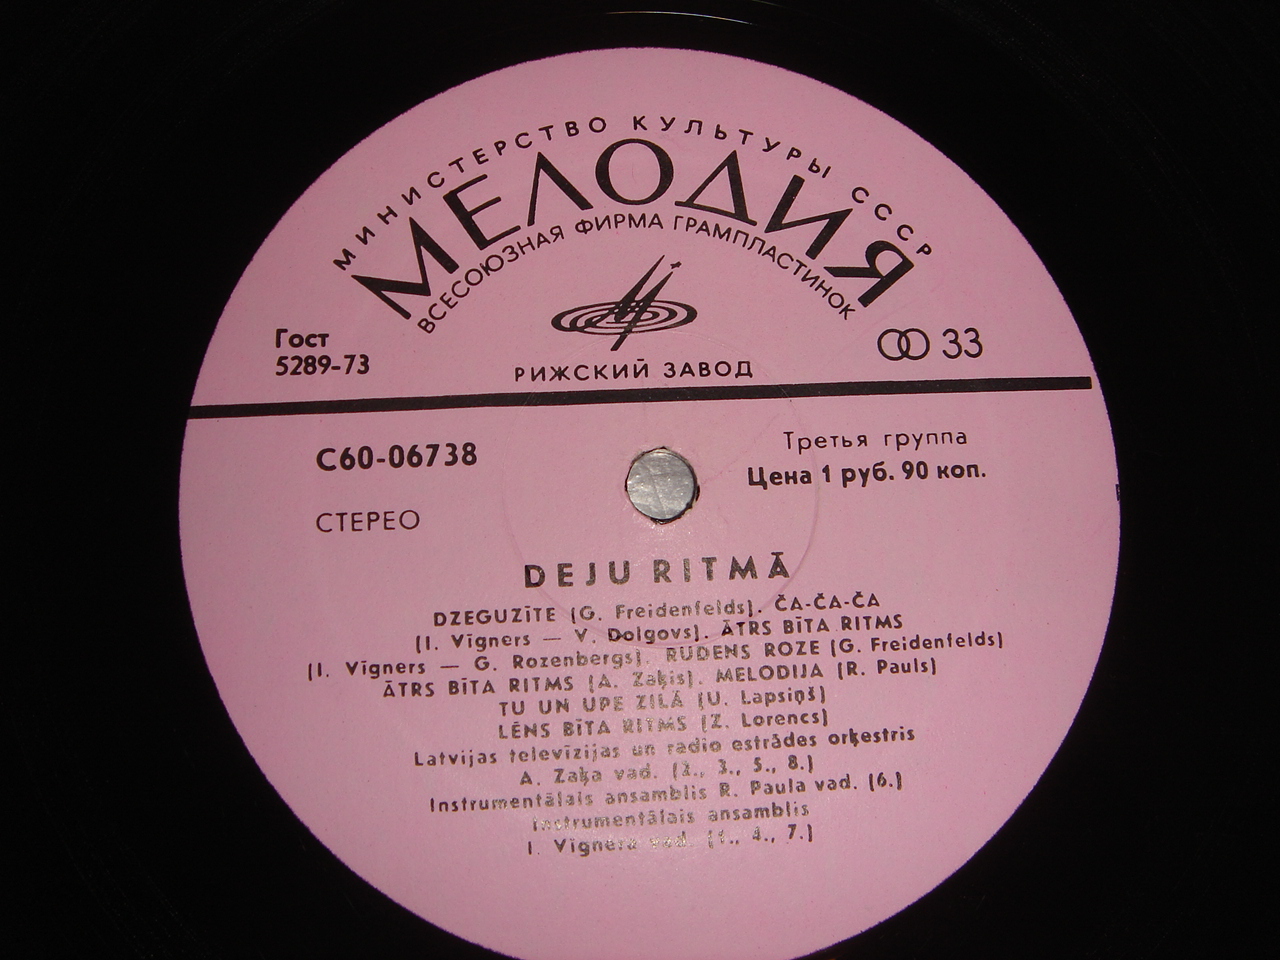 МИНИСТЕРСТВО КУЛЬТУРЫ СССР
МЕЛОДИЯ
ВСЕСОЮЗНАЯ ФИРМА ГРАМПЛАСТИНОК
Гост
5289-73
33
РИЖСКИЙ ЗАВОД
С60-06738
Третья группа
Цена 1 руб. 90 коп.
СТЕРЕО
DEJU RITMĀ
DZEGUZĪTE (G. Freidenfelds). ČA-ČA-ČA
(I. Vīgners — V. Dolgovs). ĀTRS BĪTA RITMS
(I. Vīgners — G. Rozenbergs). RUDENS ROZE (G. Freidenfelds)
ĀTRS BĪTA RITMS (A. Zaķis). MELODIJA (R. Pauls)
TU UN UPE ZILĀ (U. Lapsiņš)
LĒNS BĪTA RITMS (Z. Lorencs)
Latvijas televīzijas un radio estrādes orķestris
A. Zaķa vad. (2., 3., 5., 8.)
Instrumentālais ansamblis R. Paula vad. (6.)
Instrumentālais ansamblis
I. Vīgnera vad. (1., 4., 7.)